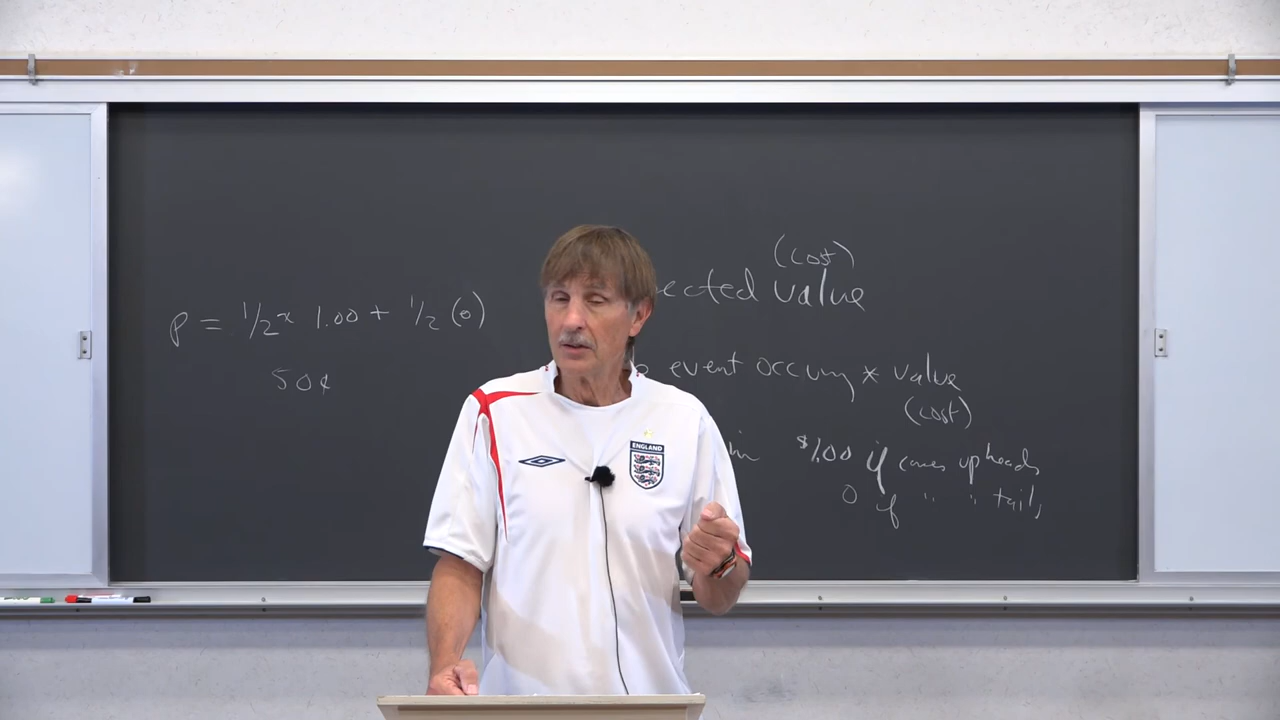 (cost)
ected value
P = 1/2 x 1.00 + 1/2 (0)
50¢
event occuring * value
(cost)
$1.00 if comes up heads
0 if " " tails
ENGLAND